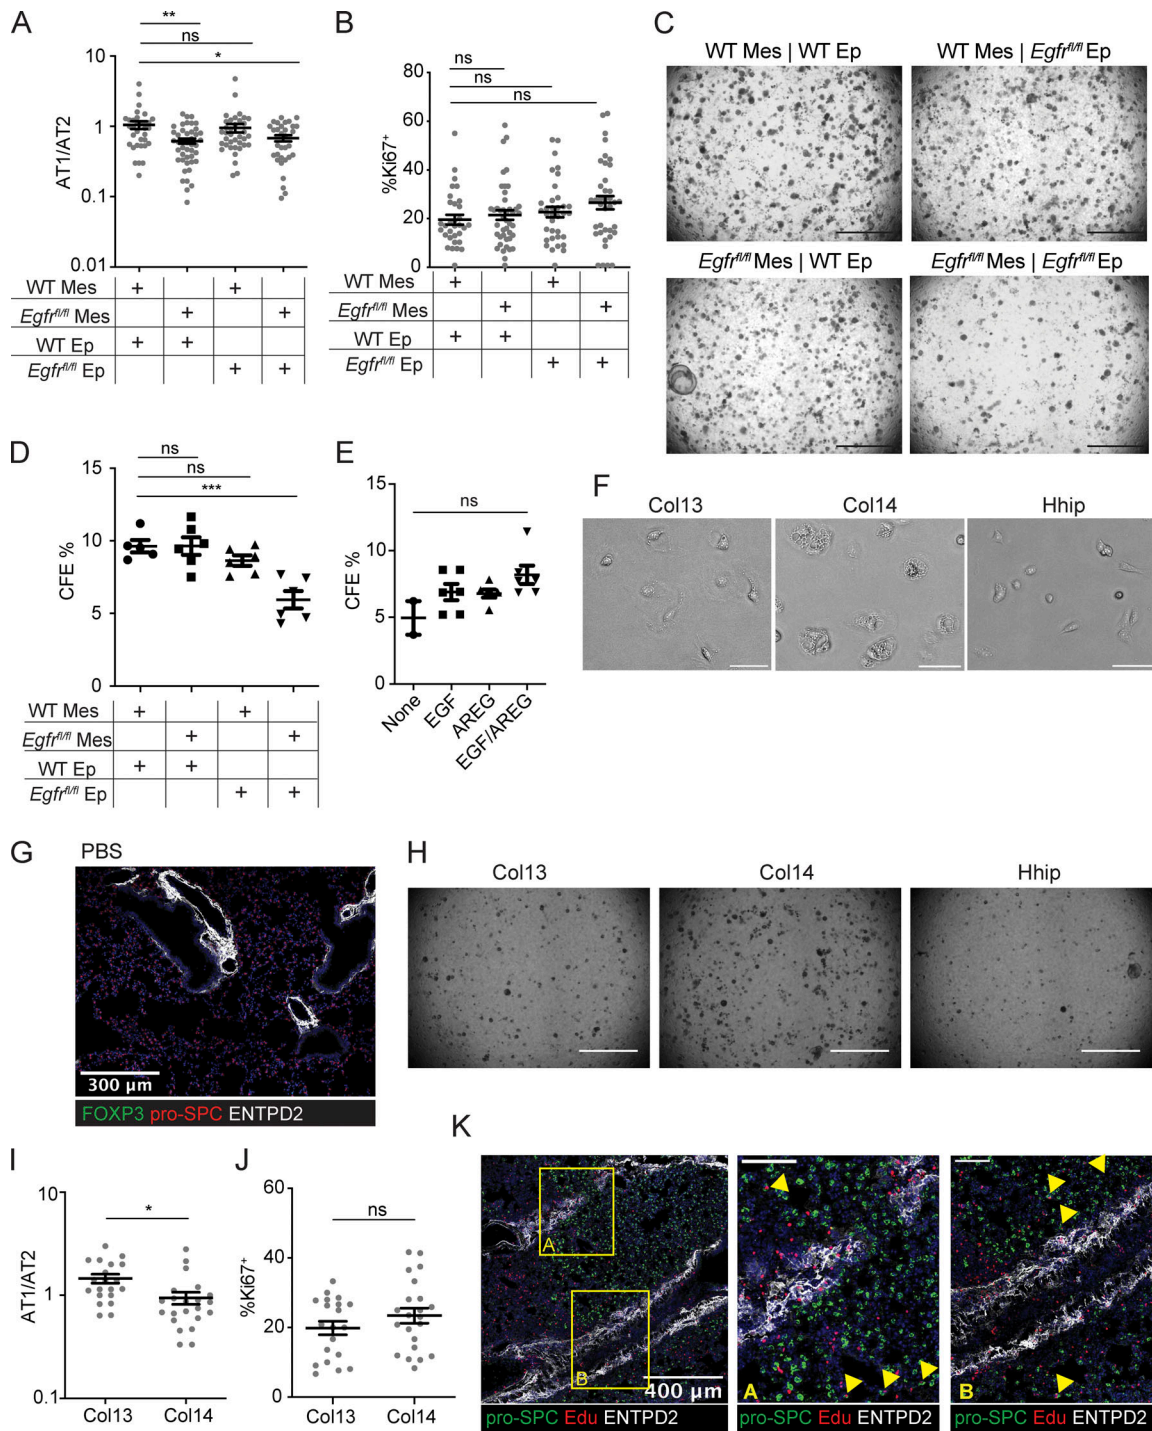 A
**
ns
*
10
1
0.1
0.01
AT1/AT2
WT Mes + +
Egfrfl/fl Mes + +
WT Ep + +
Egfrfl/fl Ep + +
B
ns
ns
ns
80
60
40
20
0
%Ki67+
WT Mes + +
Egfrfl/fl Mes + +
WT Ep + +
Egfrfl/fl Ep + +
C
WT Mes | WT Ep
WT Mes | Egfrfl/fl Ep
Egfrfl/fl Mes | WT Ep
Egfrfl/fl Mes | Egfrfl/fl Ep
D
ns
ns
***
15
10
5
0
CFE %
WT Mes + +
Egfrfl/fl Mes + +
WT Ep + +
Egfrfl/fl Ep + +
E
ns
15
10
5
0
CFE %
None
EGF
AREG
EGF/AREG
F
Col13
Col14
Hhip
G
PBS
300 µm
FOXP3 pro-SPC ENTPD2
H
Col13
Col14
Hhip
I
*
10
1
0.1
AT1/AT2
Col13 Col14
J
ns
60
40
20
0
%Ki67+
Col13 Col14
K
A
B
400 µm
pro-SPC Edu ENTPD2
A
pro-SPC Edu ENTPD2
B
pro-SPC Edu ENTPD2